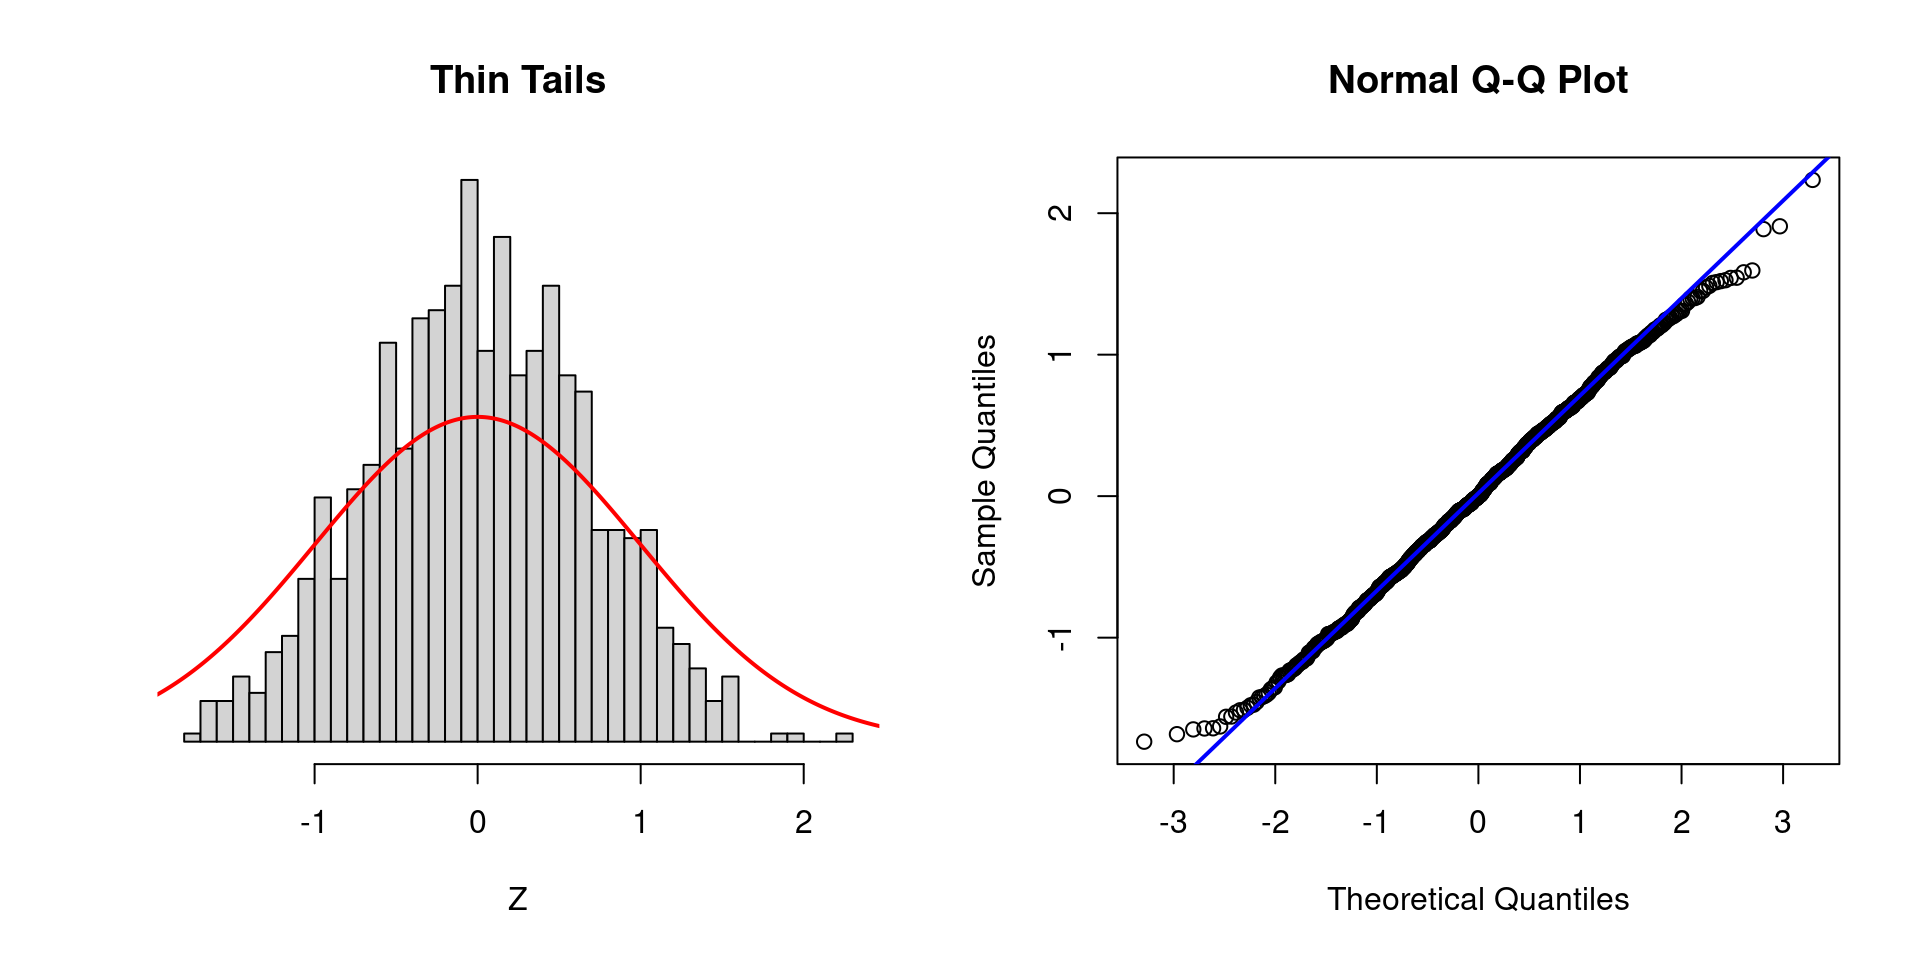 Thin Tails
-1 0 1 2
Z
Normal Q-Q Plot
Sample Quantiles
2
1
0
-1
-3 -2 -1 0 1 2 3
Theoretical Quantiles